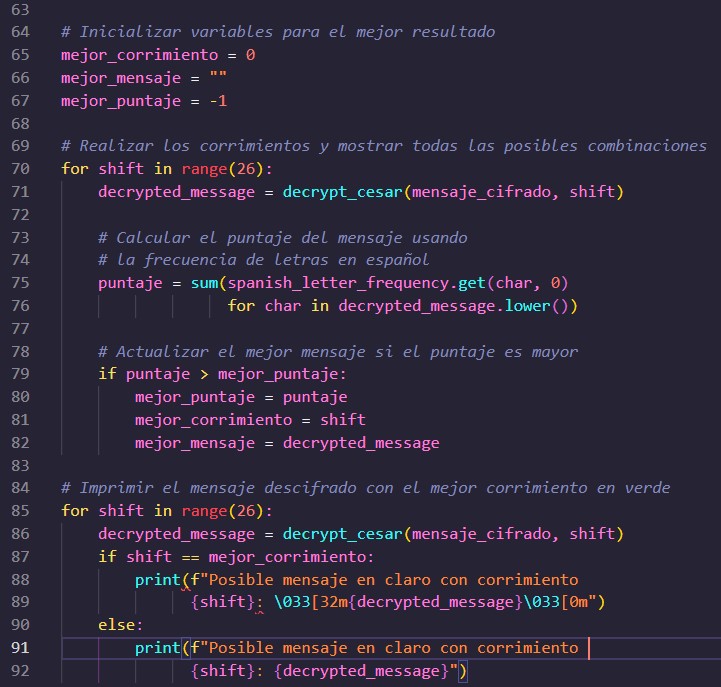 63
64 # Inicializar variables para el mejor resultado
65 mejor_corrimiento = 0
66 mejor_mensaje = ""
67 mejor_puntaje = -1
68
69 # Realizar los corrimientos y mostrar todas las posibles combinaciones
70 for shift in range(26):
71     decrypted_message = decrypt_cesar(mensaje_cifrado, shift)
72
73     # Calcular el puntaje del mensaje usando
74     # la frecuencia de letras en español
75     puntaje = sum(spanish_letter_frequency.get(char, 0)
76                   for char in decrypted_message.lower())
77
78     # Actualizar el mejor mensaje si el puntaje es mayor
79     if puntaje > mejor_puntaje:
80         mejor_puntaje = puntaje
81         mejor_corrimiento = shift
82         mejor_mensaje = decrypted_message
83
84 # Imprimir el mensaje descifrado con el mejor corrimiento en verde
85 for shift in range(26):
86     decrypted_message = decrypt_cesar(mensaje_cifrado, shift)
87     if shift == mejor_corrimiento:
88         print(f"Posible mensaje en claro con corrimiento
89               {shift}: \033[32m{decrypted_message}\033[0m")
90     else:
91         print(f"Posible mensaje en claro con corrimiento
92               {shift}: {decrypted_message}")